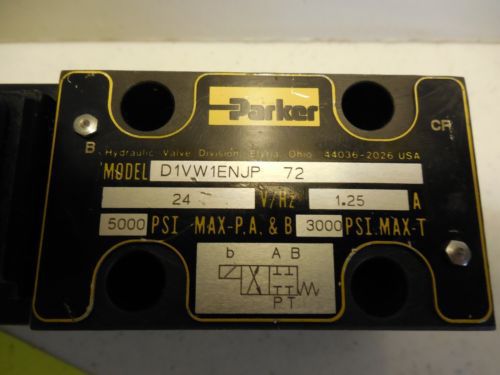 Parker
CP
B
Hydraulic Valve Division, Elyria, Ohio 44036-2026 USA
MODEL D1VW1ENJP 72
24 V/Hz 1.25 A
5000 PSI MAX-P.A. & B 3000 PSI. MAX-T
b A B
P T